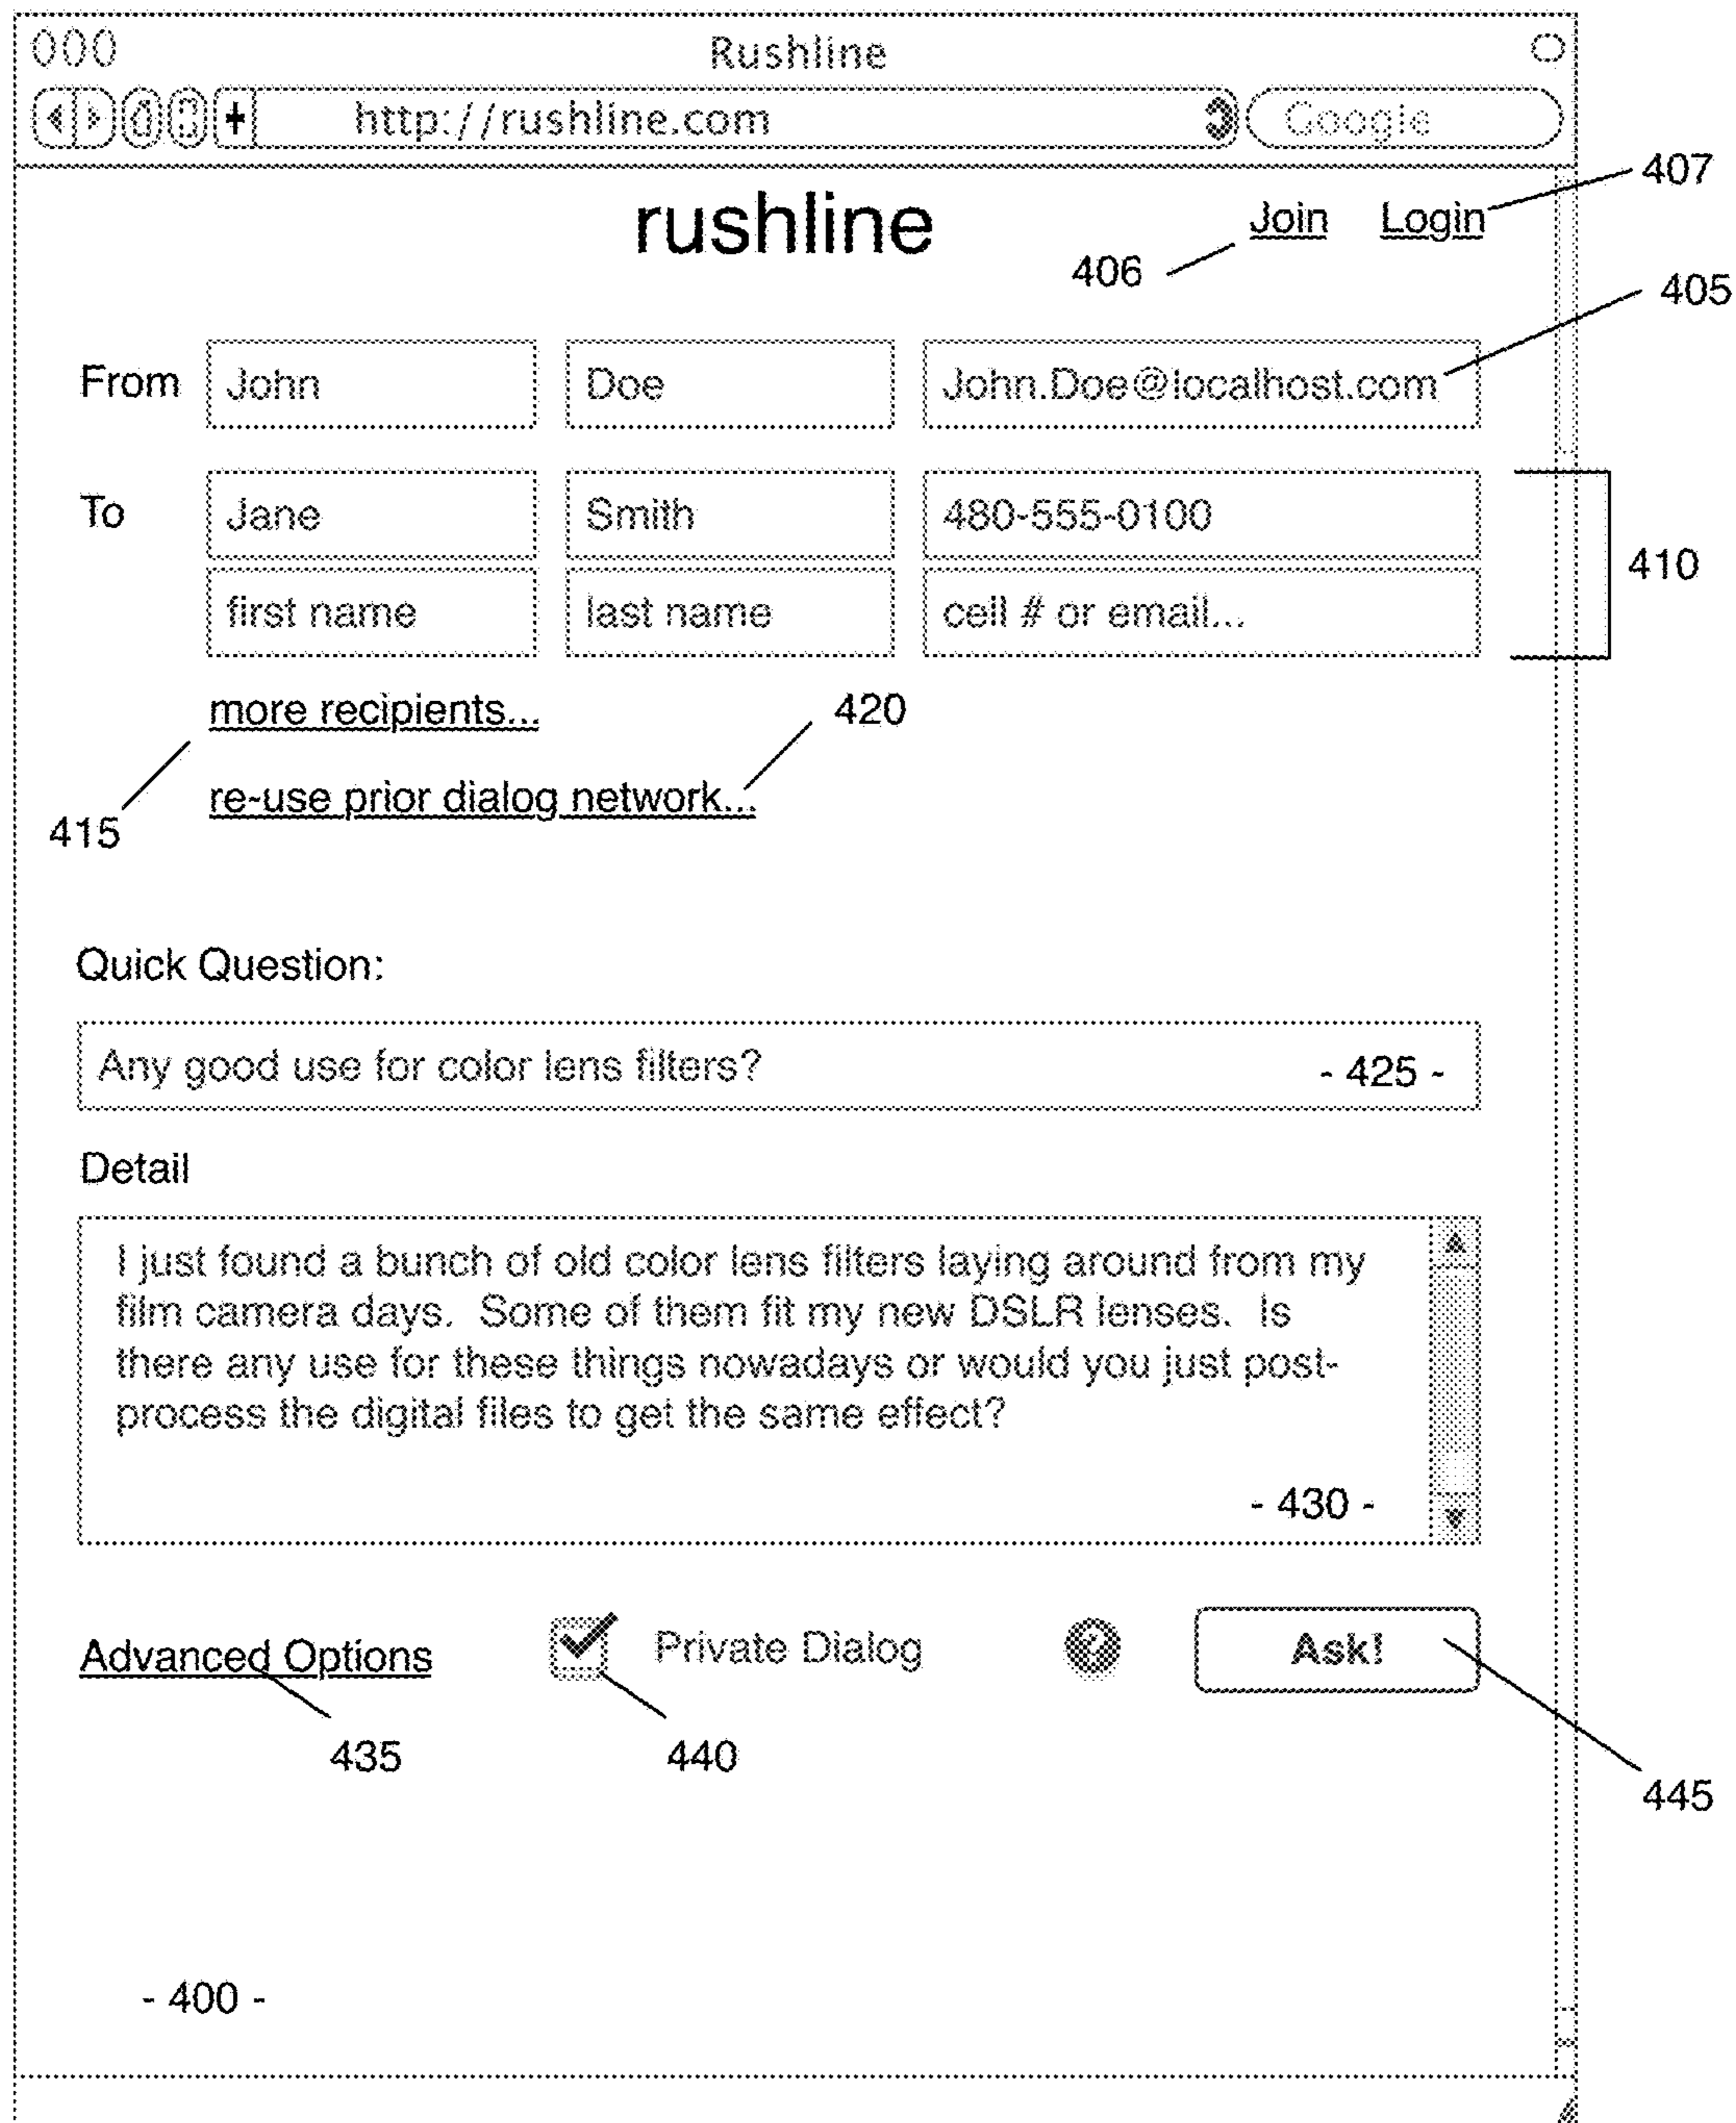 Rushline
http://rushline.com
Google
407
rushline
Join Login
406
405
From John Doe John.Doe@localhost.com
To Jane Smith 480-555-0100
410
first name last name cell # or email...
more recipients...
420
re-use prior dialog network...
415
Quick Question:
Any good use for color lens filters? - 425 -
Detail
I just found a bunch of old color lens filters laying around from my
film camera days. Some of them fit my new DSLR lenses. Is
there any use for these things nowadays or would you just post-
process the digital files to get the same effect?
- 430 -
Advanced Options Private Dialog ? Ask!
435
440
445
- 400 -